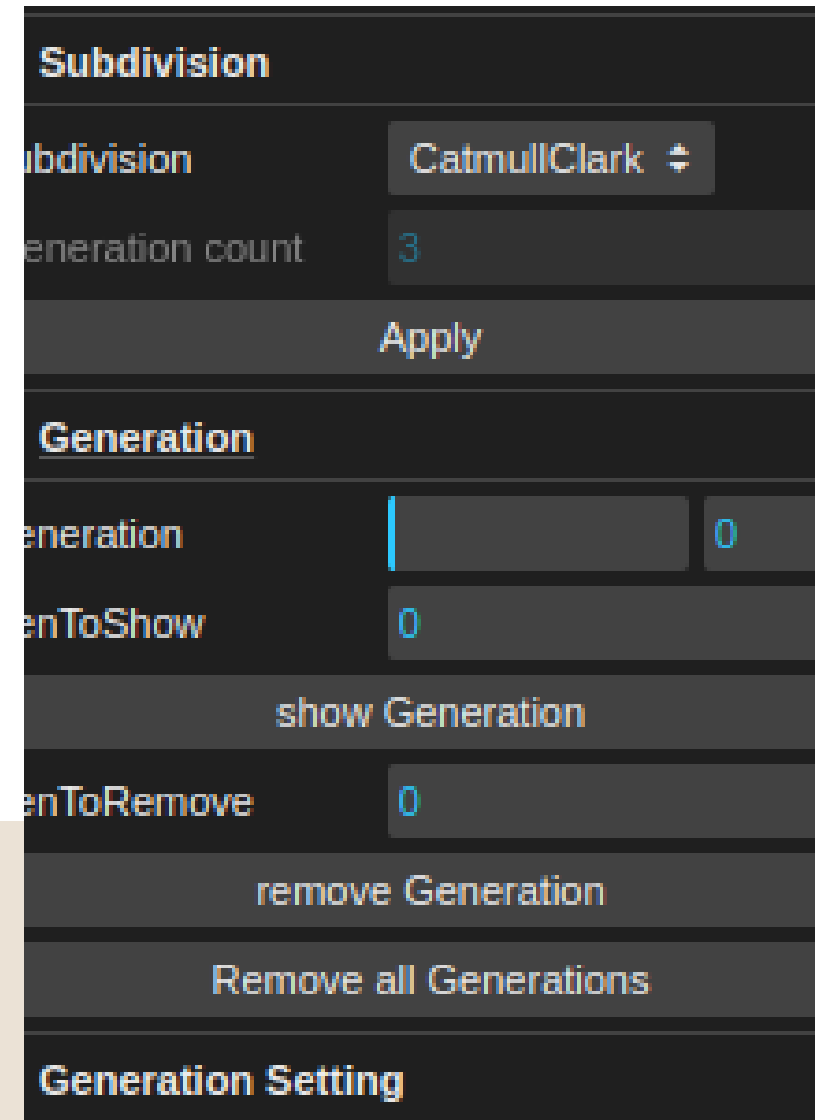 Subdivision
ubdivision CatmullClark
eneration count 3
Apply
Generation
eneration 0
enToShow 0
show Generation
enToRemove 0
remove Generation
Remove all Generations
Generation Setting